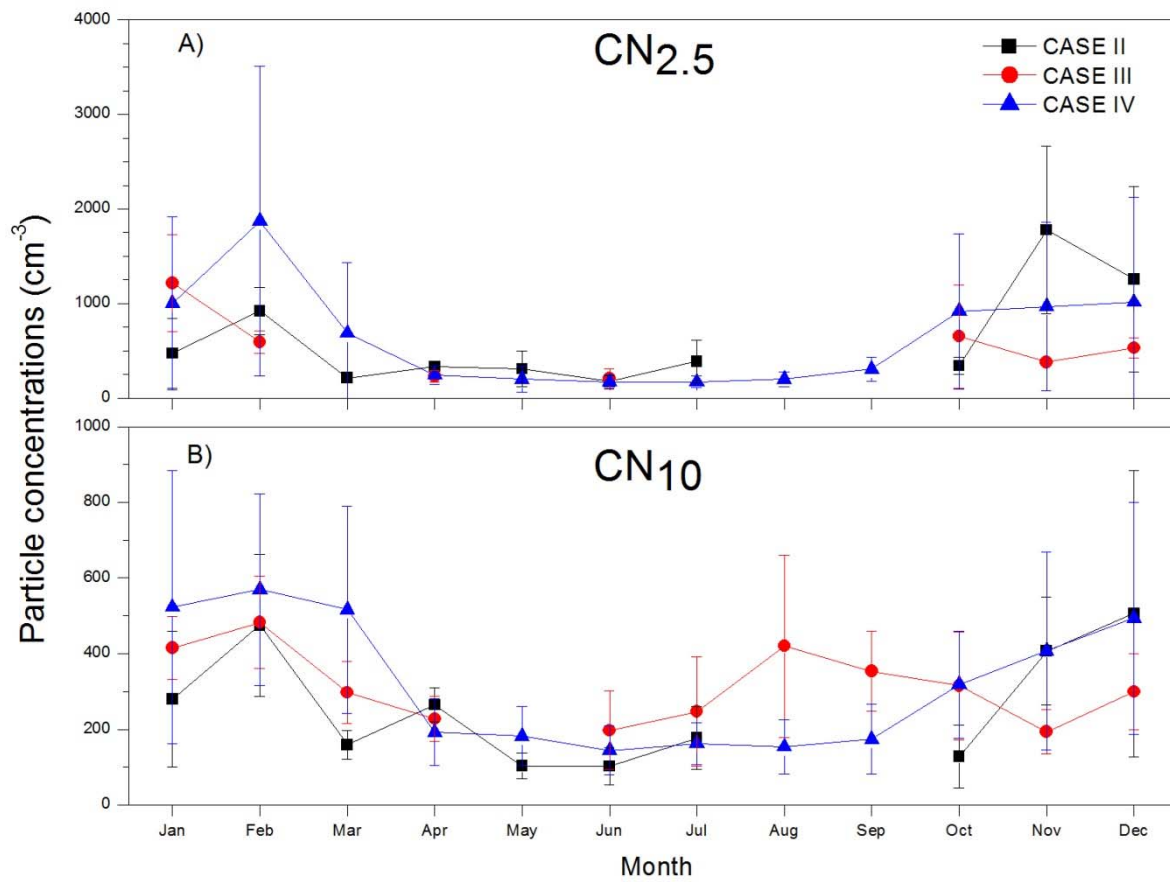 A)
CN2.5
CASE II
CASE III
CASE IV
4000
3000
2000
1000
0
Particle concentrations (cm-3)
B)
CN10
1000
800
600
400
200
0
Jan Feb Mar Apr May Jun Jul Aug Sep Oct Nov Dec
Month